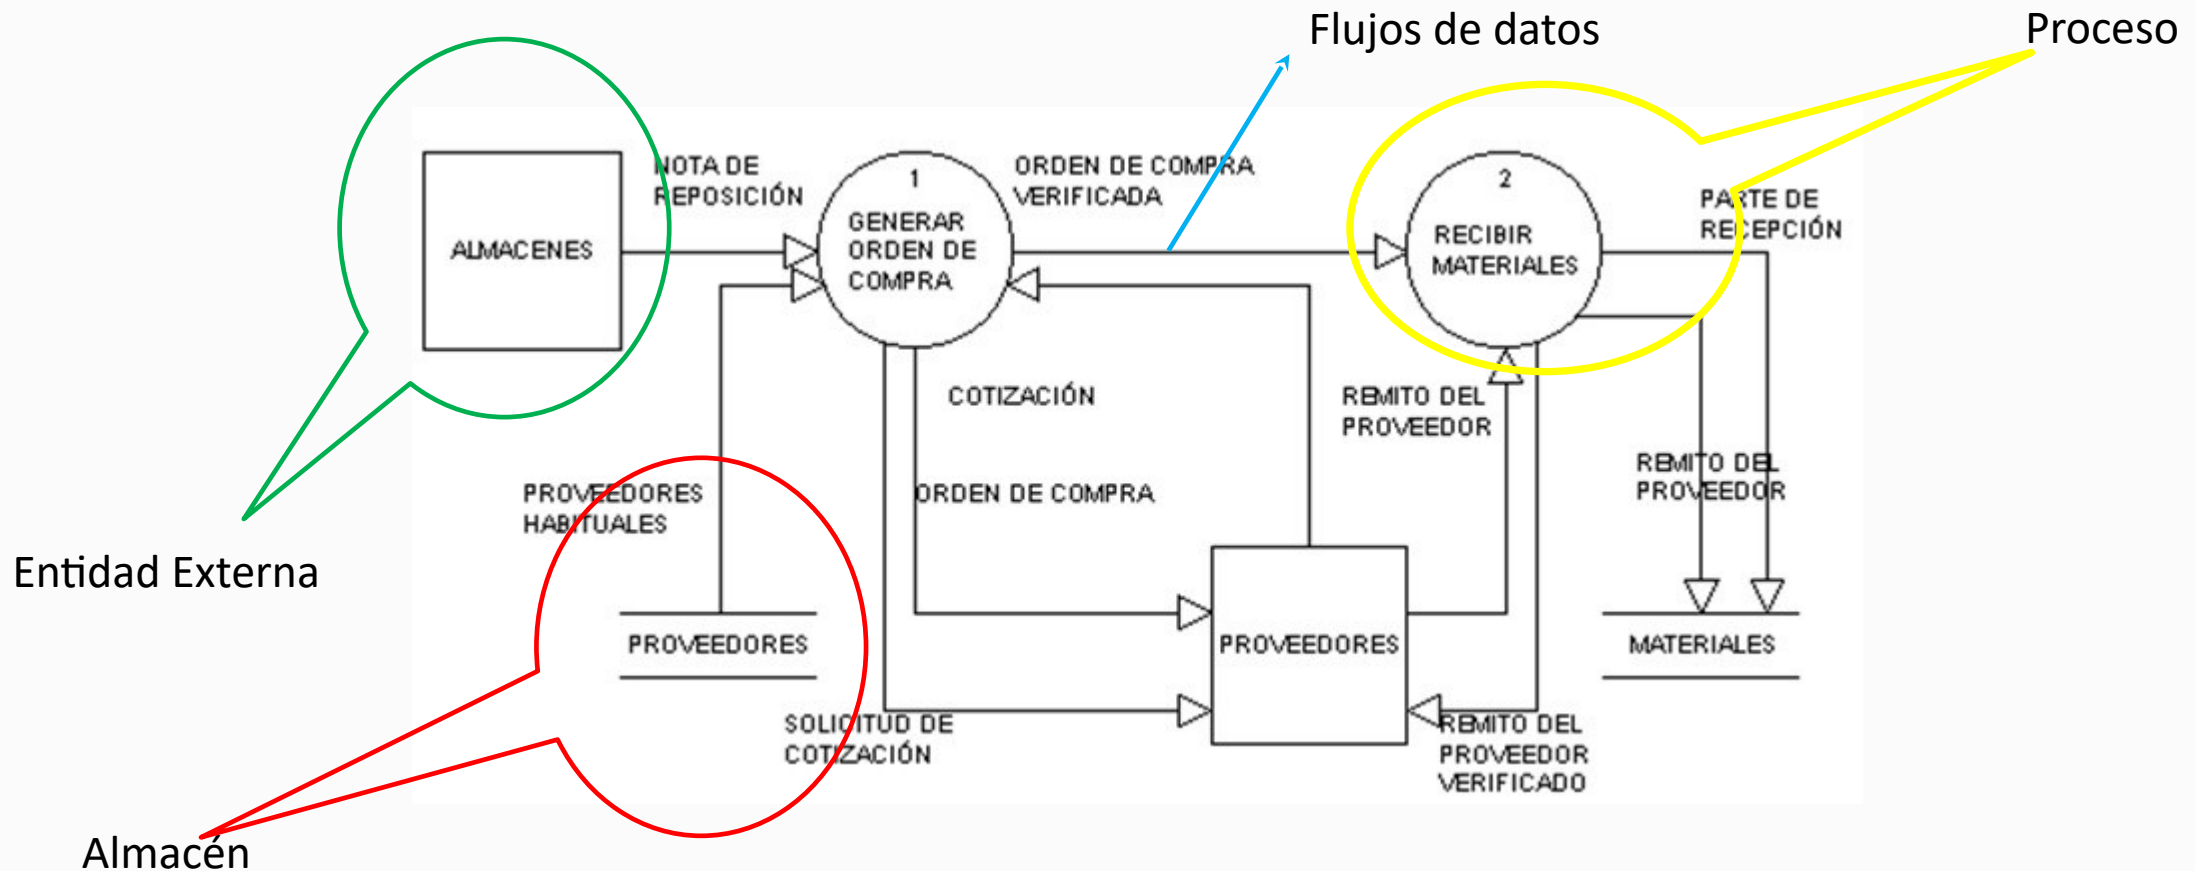 Flujos de datos
Proceso
NOTA DE
REPOSICIÓN
1
GENERAR
ORDEN DE
COMPRA
ORDEN DE COMPRA
VERIFICADA
2
RECIBIR
MATERIALES
PARTE DE
RECEPCIÓN
ALMACENES
COTIZACIÓN
REMITO DEL
PROVEEDOR
REMITO DEL
PROVEEDOR
PROVEEDORES
HABITUALES
ORDEN DE COMPRA
Entidad Externa
PROVEEDORES
PROVEEDORES
MATERIALES
SOLICITUD DE
COTIZACIÓN
REMITO DEL
PROVEEDOR
VERIFICADO
Almacén